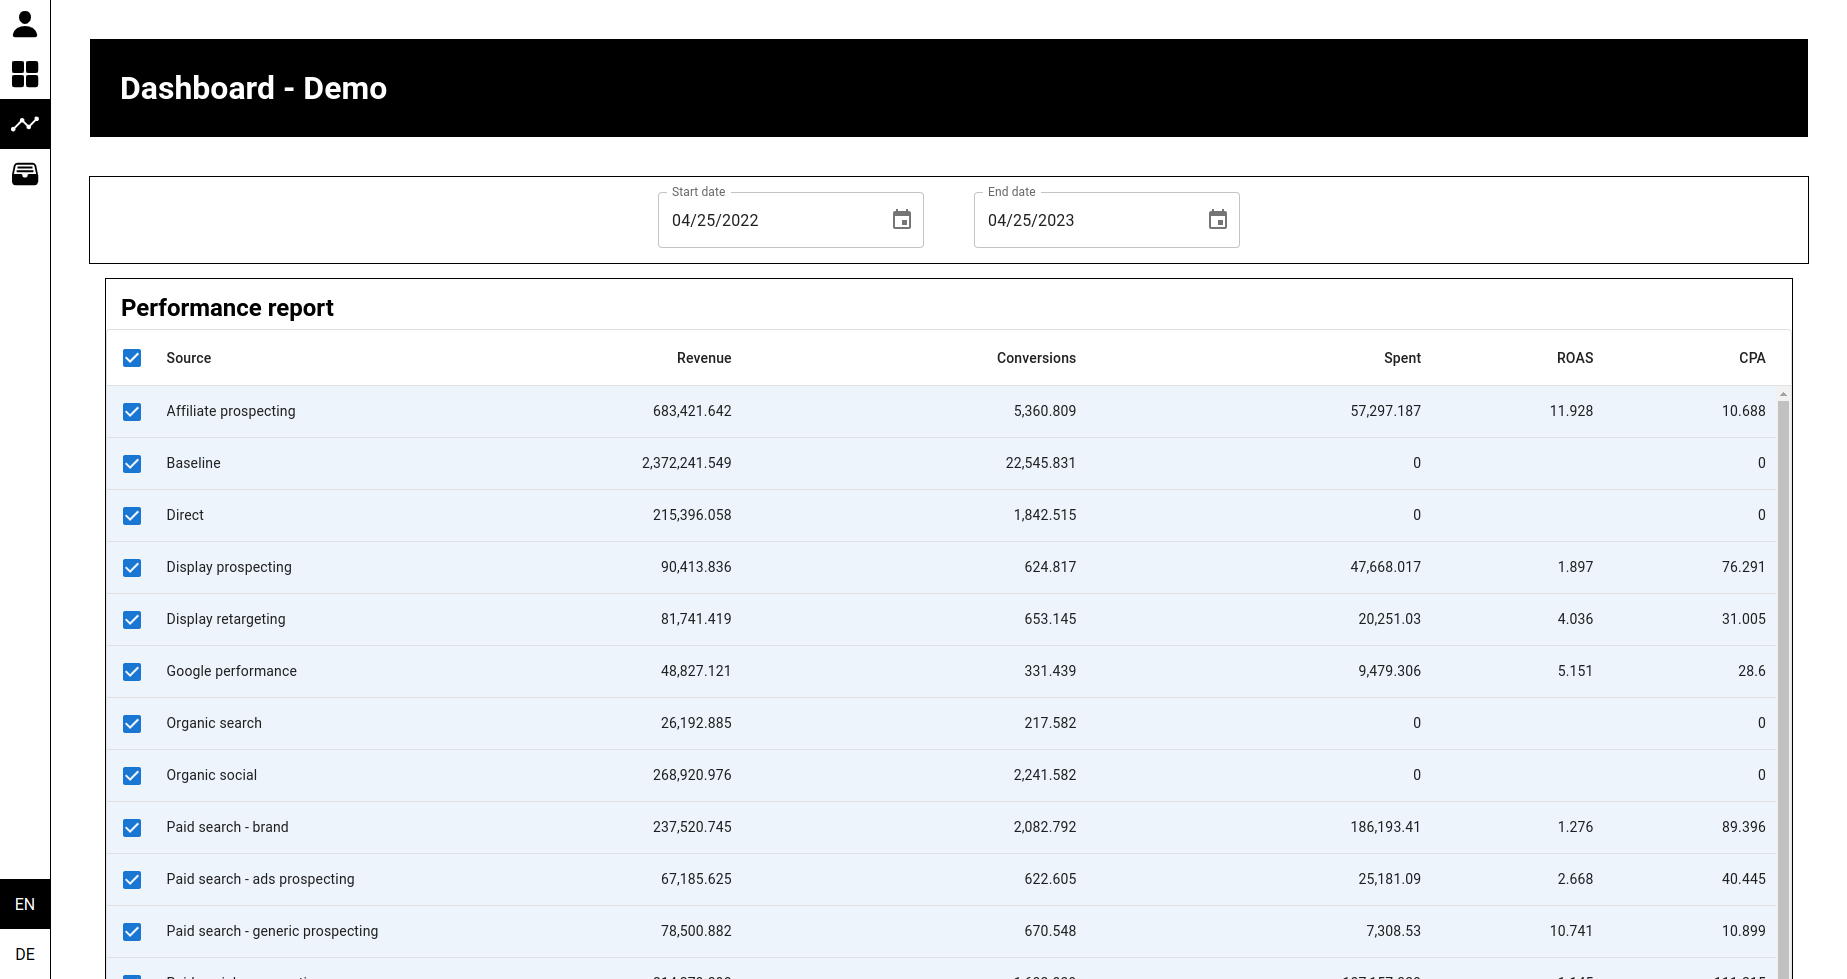 Dashboard - Demo
Start date
04/25/2022
End date
04/25/2023
Performance report
Source Revenue Conversions Spent ROAS CPA
Affiliate prospecting 683,421.642 5,360.809 57,297.187 11.928 10.688
Baseline 2,372,241.549 22,545.831 0 0
Direct 215,396.058 1,842.515 0 0
Display prospecting 90,413.836 624.817 47,668.017 1.897 76.291
Display retargeting 81,741.419 653.145 20,251.03 4.036 31.005
Google performance 48,827.121 331.439 9,479.306 5.151 28.6
Organic search 26,192.885 217.582 0 0
Organic social 268,920.976 2,241.582 0 0
Paid search - brand 237,520.745 2,082.792 186,193.41 1.276 89.396
Paid search - ads prospecting 67,185.625 622.605 25,181.09 2.668 40.445
Paid search - generic prospecting 78,500.882 670.548 7,308.53 10.741 10.899
EN
DE